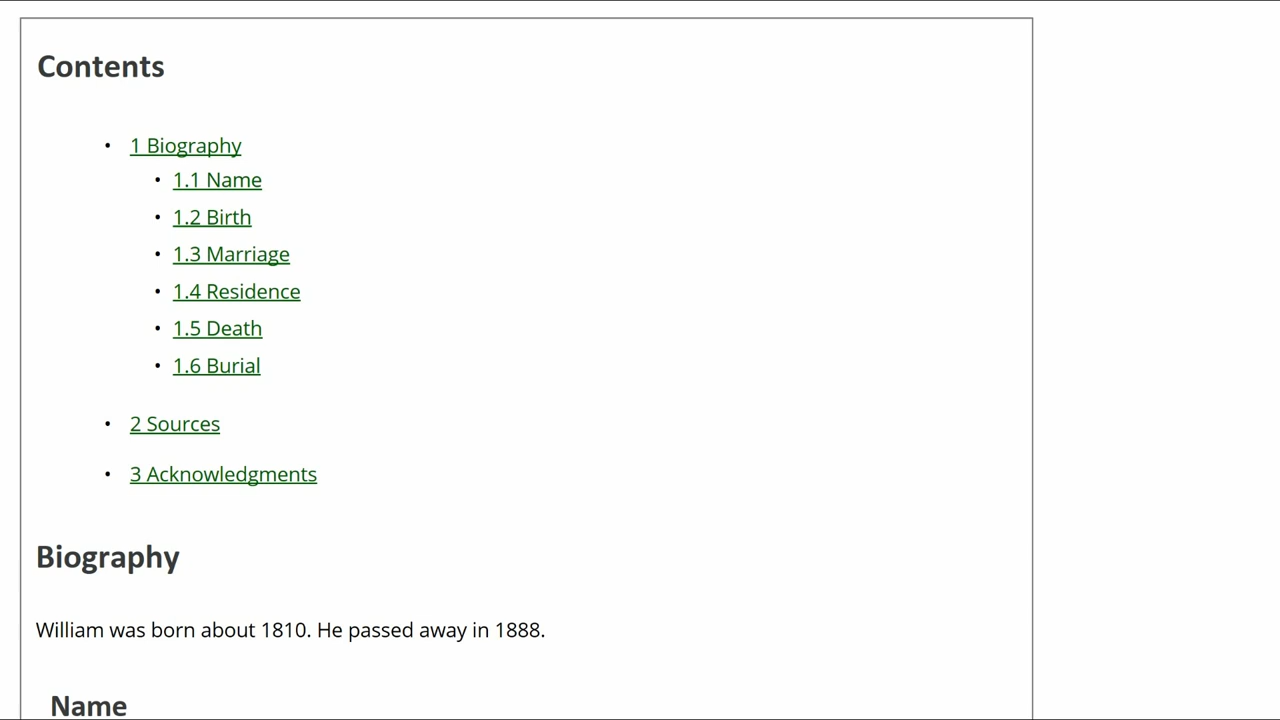 Contents
• 1 Biography
• 1.1 Name
• 1.2 Birth
• 1.3 Marriage
• 1.4 Residence
• 1.5 Death
• 1.6 Burial
• 2 Sources
• 3 Acknowledgments
Biography
William was born about 1810. He passed away in 1888.
Name